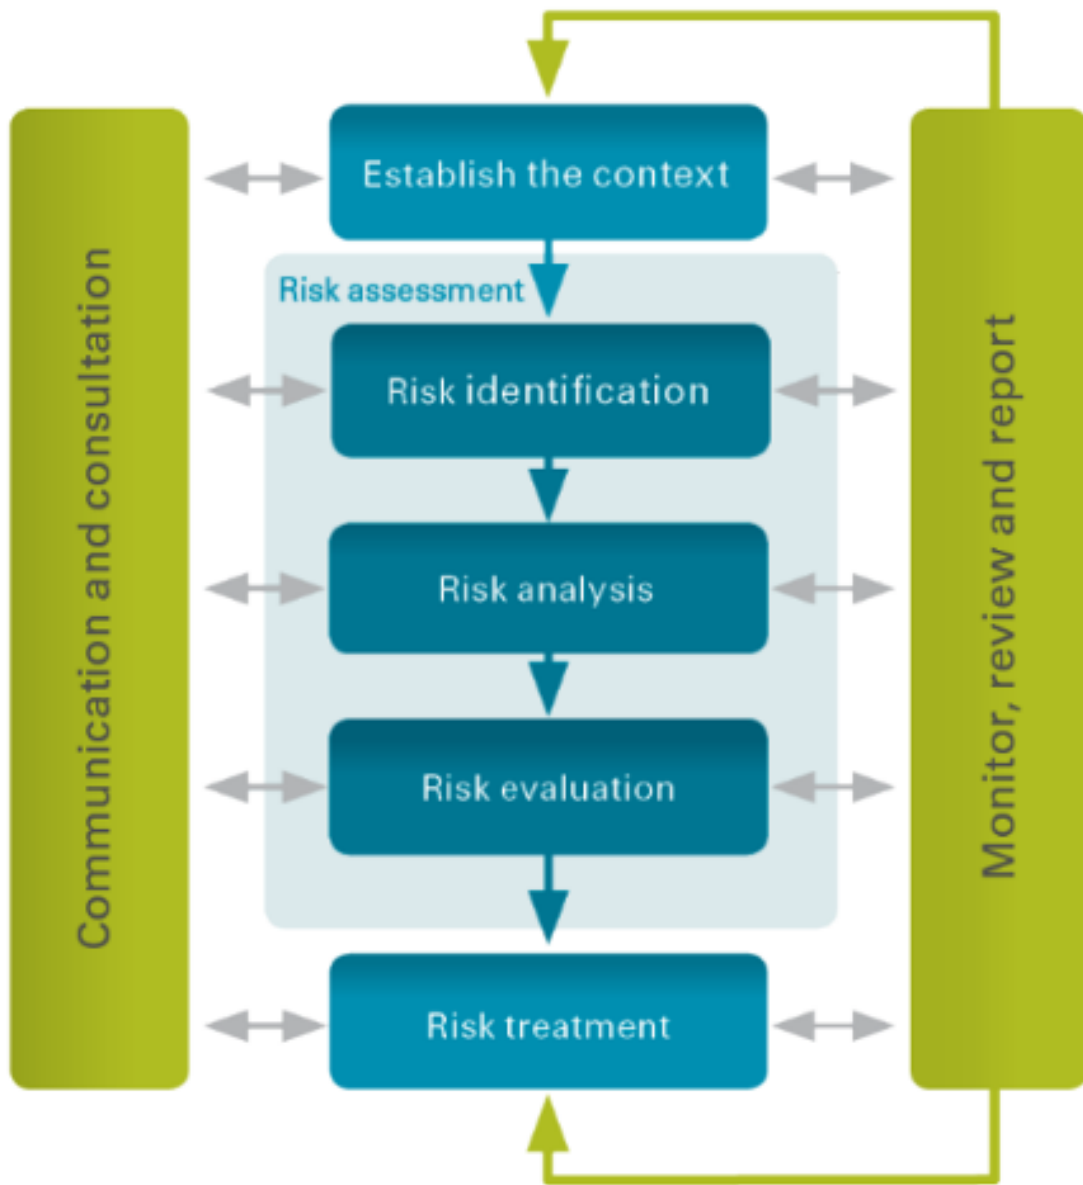 Establish the context
Risk assessment
Risk identification
Risk analysis
Risk evaluation
Risk treatment
Communication and consultation
Monitor, review and report